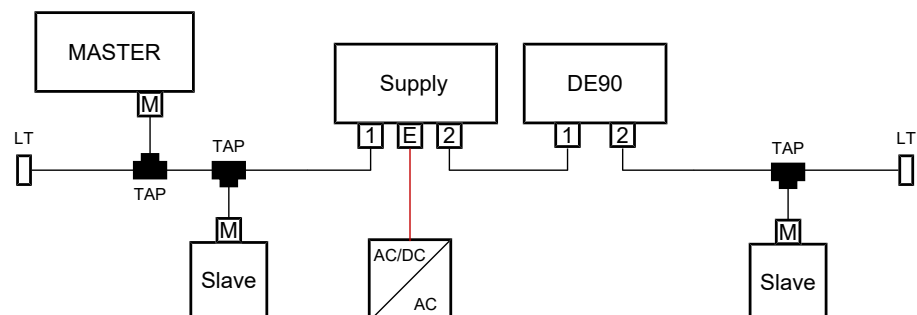 MASTER
M
Supply
1
E
2
DE90
1
2
LT
TAP
TAP
TAP
LT
M
Slave
AC/DC
AC
M
Slave